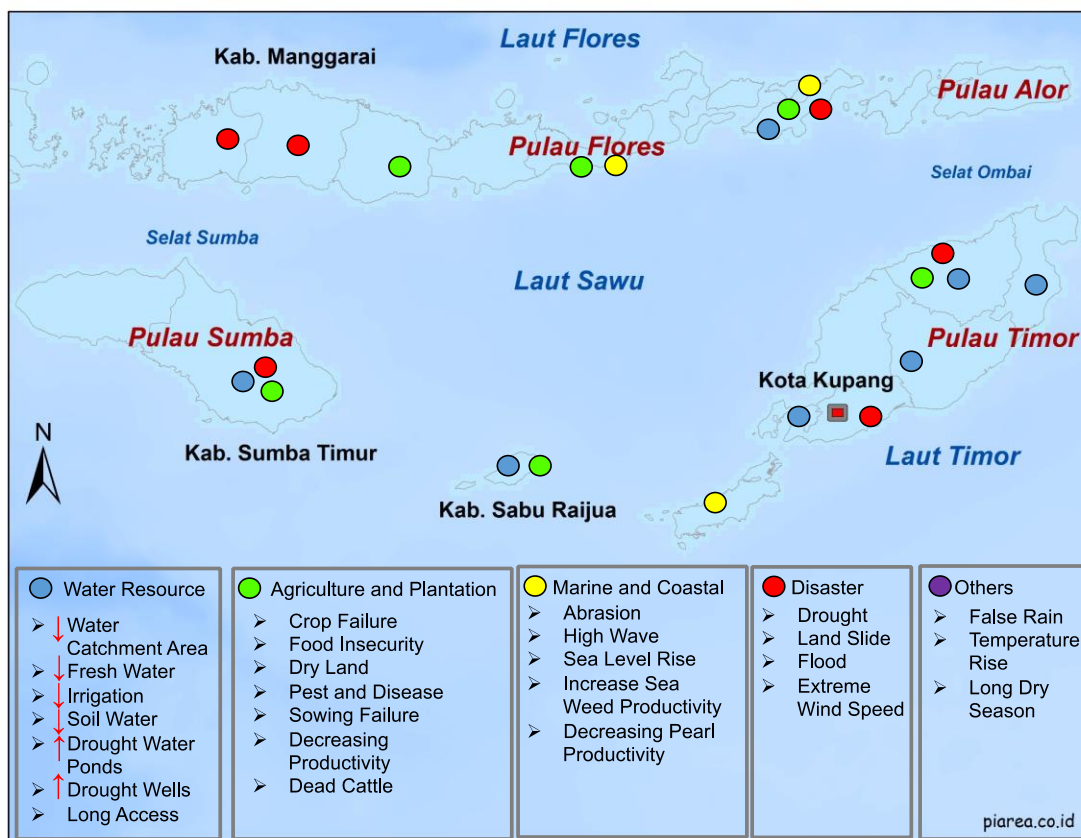 Laut Flores
Kab. Manggarai
Pulau Alor
Pulau Flores
Selat Ombai
Selat Sumba
Laut Sawu
Pulau Sumba
Pulau Timor
Kota Kupang
N
Kab. Sumba Timur
Laut Timor
Kab. Sabu Raijua
Water Resource
➢ ↓ Water
Catchment Area
➢ ↓ Fresh Water
➢ ↓ Irrigation
➢ ↓ Soil Water
➢ ↑ Drought Water
Ponds
➢ ↑ Drought Wells
➢ Long Access
Agriculture and Plantation
➢ Crop Failure
➢ Food Insecurity
➢ Dry Land
➢ Pest and Disease
➢ Sowing Failure
➢ Decreasing
Productivity
➢ Dead Cattle
Marine and Coastal
➢ Abrasion
➢ High Wave
➢ Sea Level Rise
➢ Increase Sea
Weed Productivity
➢ Decreasing Pearl
Productivity
Disaster
➢ Drought
➢ Land Slide
➢ Flood
➢ Extreme
Wind Speed
Others
➢ False Rain
➢ Temperature
Rise
➢ Long Dry
Season
piarea.co.id